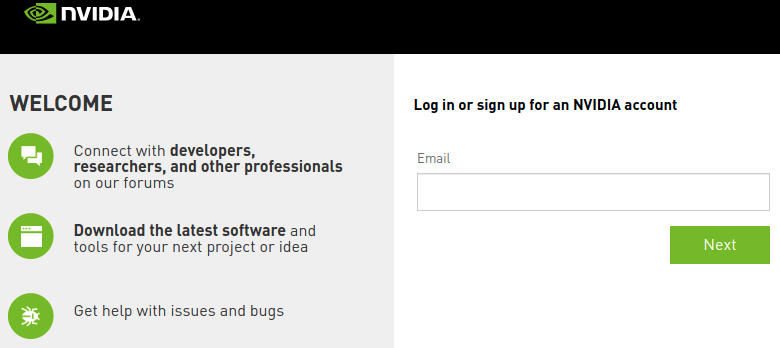 NVIDIA.
WELCOME
Connect with developers,
researchers, and other professionals
on our forums
Download the latest software and
tools for your next project or idea
Get help with issues and bugs
Log in or sign up for an NVIDIA account
Email
Next